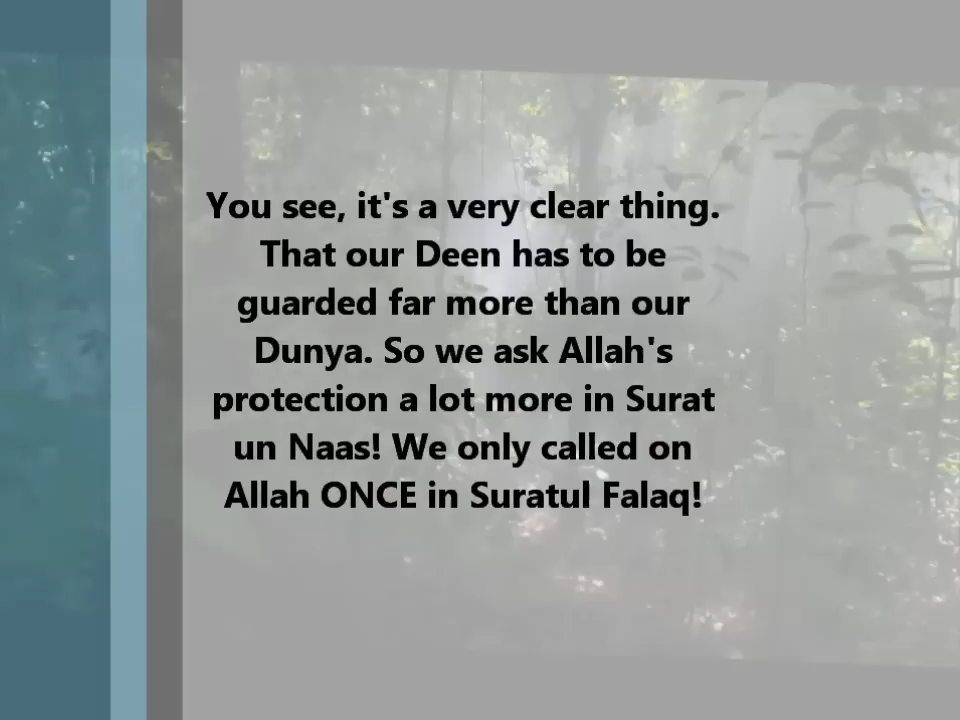 You see, it's a very clear thing.
That our Deen has to be
guarded far more than our
Dunya. So we ask Allah's
protection a lot more in Surat
un Naas! We only called on
Allah ONCE in Suratul Falaq!